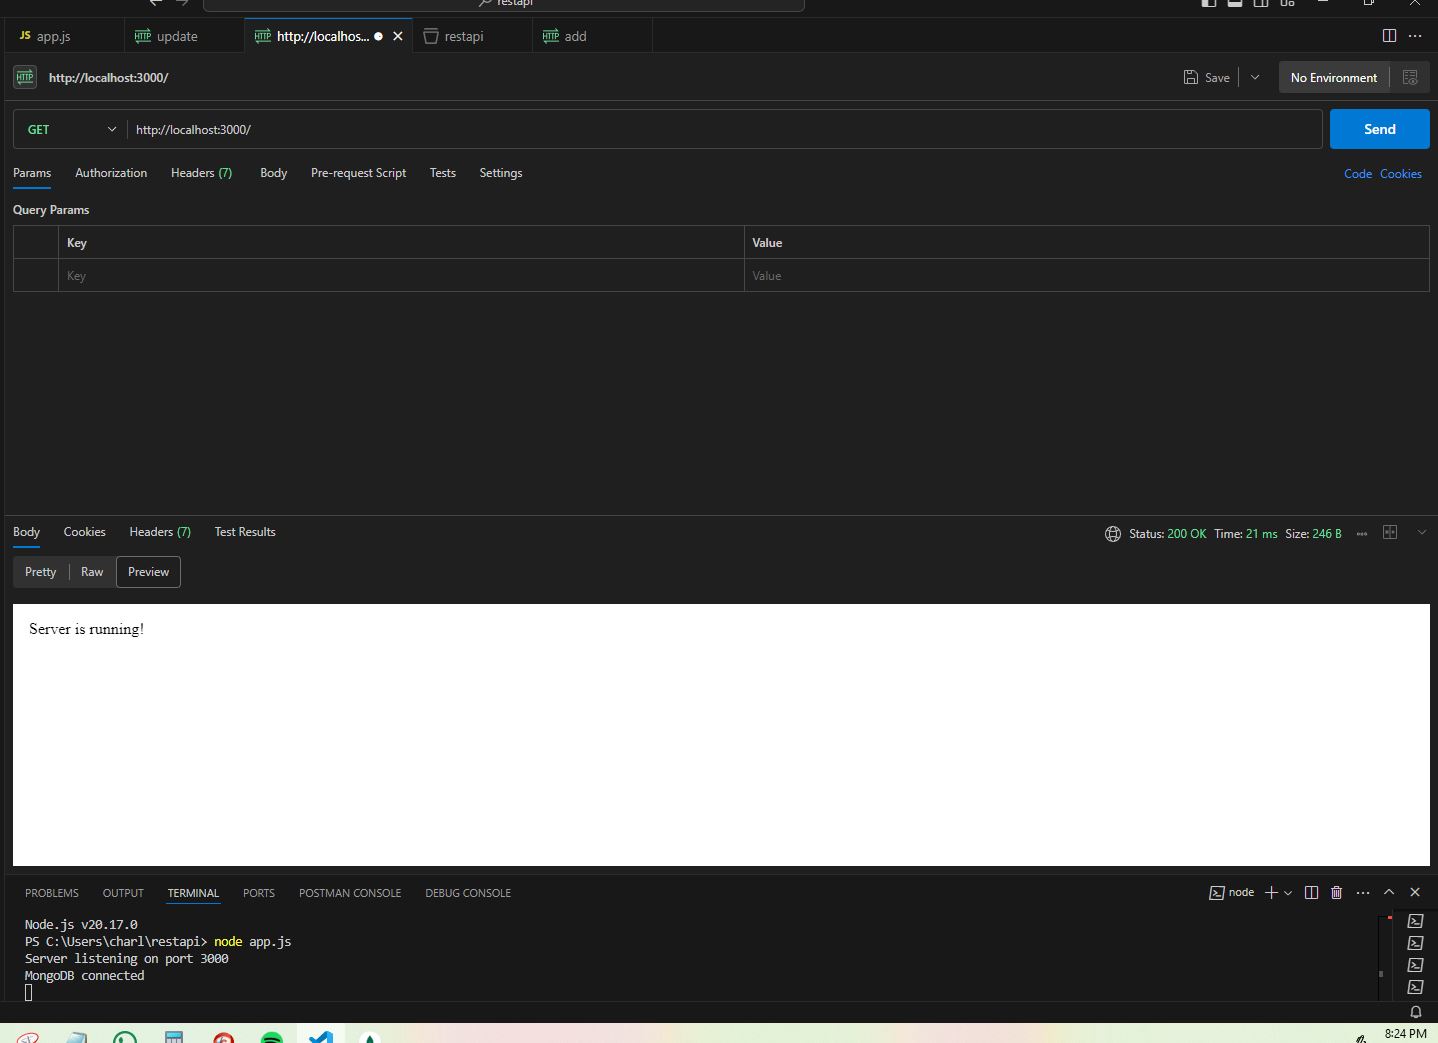 restapi
JS app.js
HTTP update
HTTP http://localhos...
restapi
HTTP add
HTTP http://localhost:3000/
Save
No Environment
GET
http://localhost:3000/
Send
Params Authorization Headers (7) Body Pre-request Script Tests Settings
Code Cookies
Query Params
Key Value
Key Value
Body Cookies Headers (7) Test Results
Status: 200 OK Time: 21 ms Size: 246 B
Pretty Raw Preview
Server is running!
PROBLEMS OUTPUT TERMINAL PORTS POSTMAN CONSOLE DEBUG CONSOLE
node
Node.js v20.17.0
PS C:\Users\charl\restapi> node app.js
Server listening on port 3000
MongoDB connected
8:24 PM